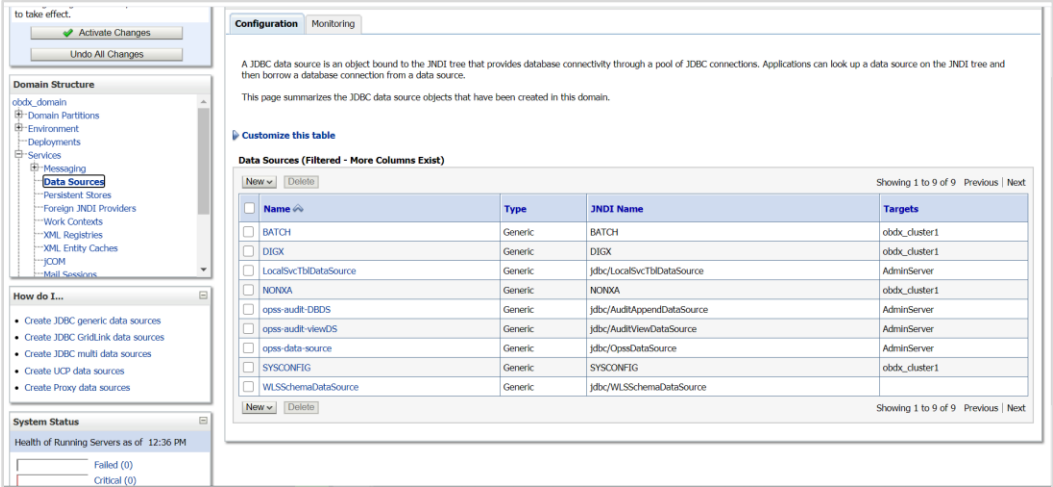 to take effect.
Activate Changes
Undo All Changes
Domain Structure
obdx_domain
Domain Partitions
Environment
Deployments
Services
Messaging
Data Sources
Persistent Stores
Foreign JNDI Providers
Work Contexts
XML Registries
XML Entity Caches
jCOM
Mail Sessions
How do I...
Create JDBC generic data sources
Create JDBC GridLink data sources
Create JDBC multi data sources
Create UCP data sources
Create Proxy data sources
System Status
Health of Running Servers as of 12:36 PM
Failed (0)
Critical (0)
Configuration Monitoring
A JDBC data source is an object bound to the JNDI tree that provides database connectivity through a pool of JDBC connections. Applications can look up a data source on the JNDI tree and
then borrow a database connection from a data source.
This page summarizes the JDBC data source objects that have been created in this domain.
Customize this table
Data Sources (Filtered - More Columns Exist)
New Delete Showing 1 to 9 of 9 Previous | Next
Name Type JNDI Name Targets
BATCH Generic BATCH obdx_cluster1
DIGX Generic DIGX obdx_cluster1
LocalSvcTblDataSource Generic jdbc/LocalSvcTblDataSource AdminServer
NONXA Generic NONXA obdx_cluster1
opss-audit-DBDS Generic jdbc/AuditAppendDataSource AdminServer
opss-audit-viewDS Generic jdbc/AuditViewDataSource AdminServer
opss-data-source Generic jdbc/OpssDataSource AdminServer
SYSCONFIG Generic SYSCONFIG obdx_cluster1
WLSSchemaDataSource Generic jdbc/WLSSchemaDataSource
New Delete Showing 1 to 9 of 9 Previous | Next